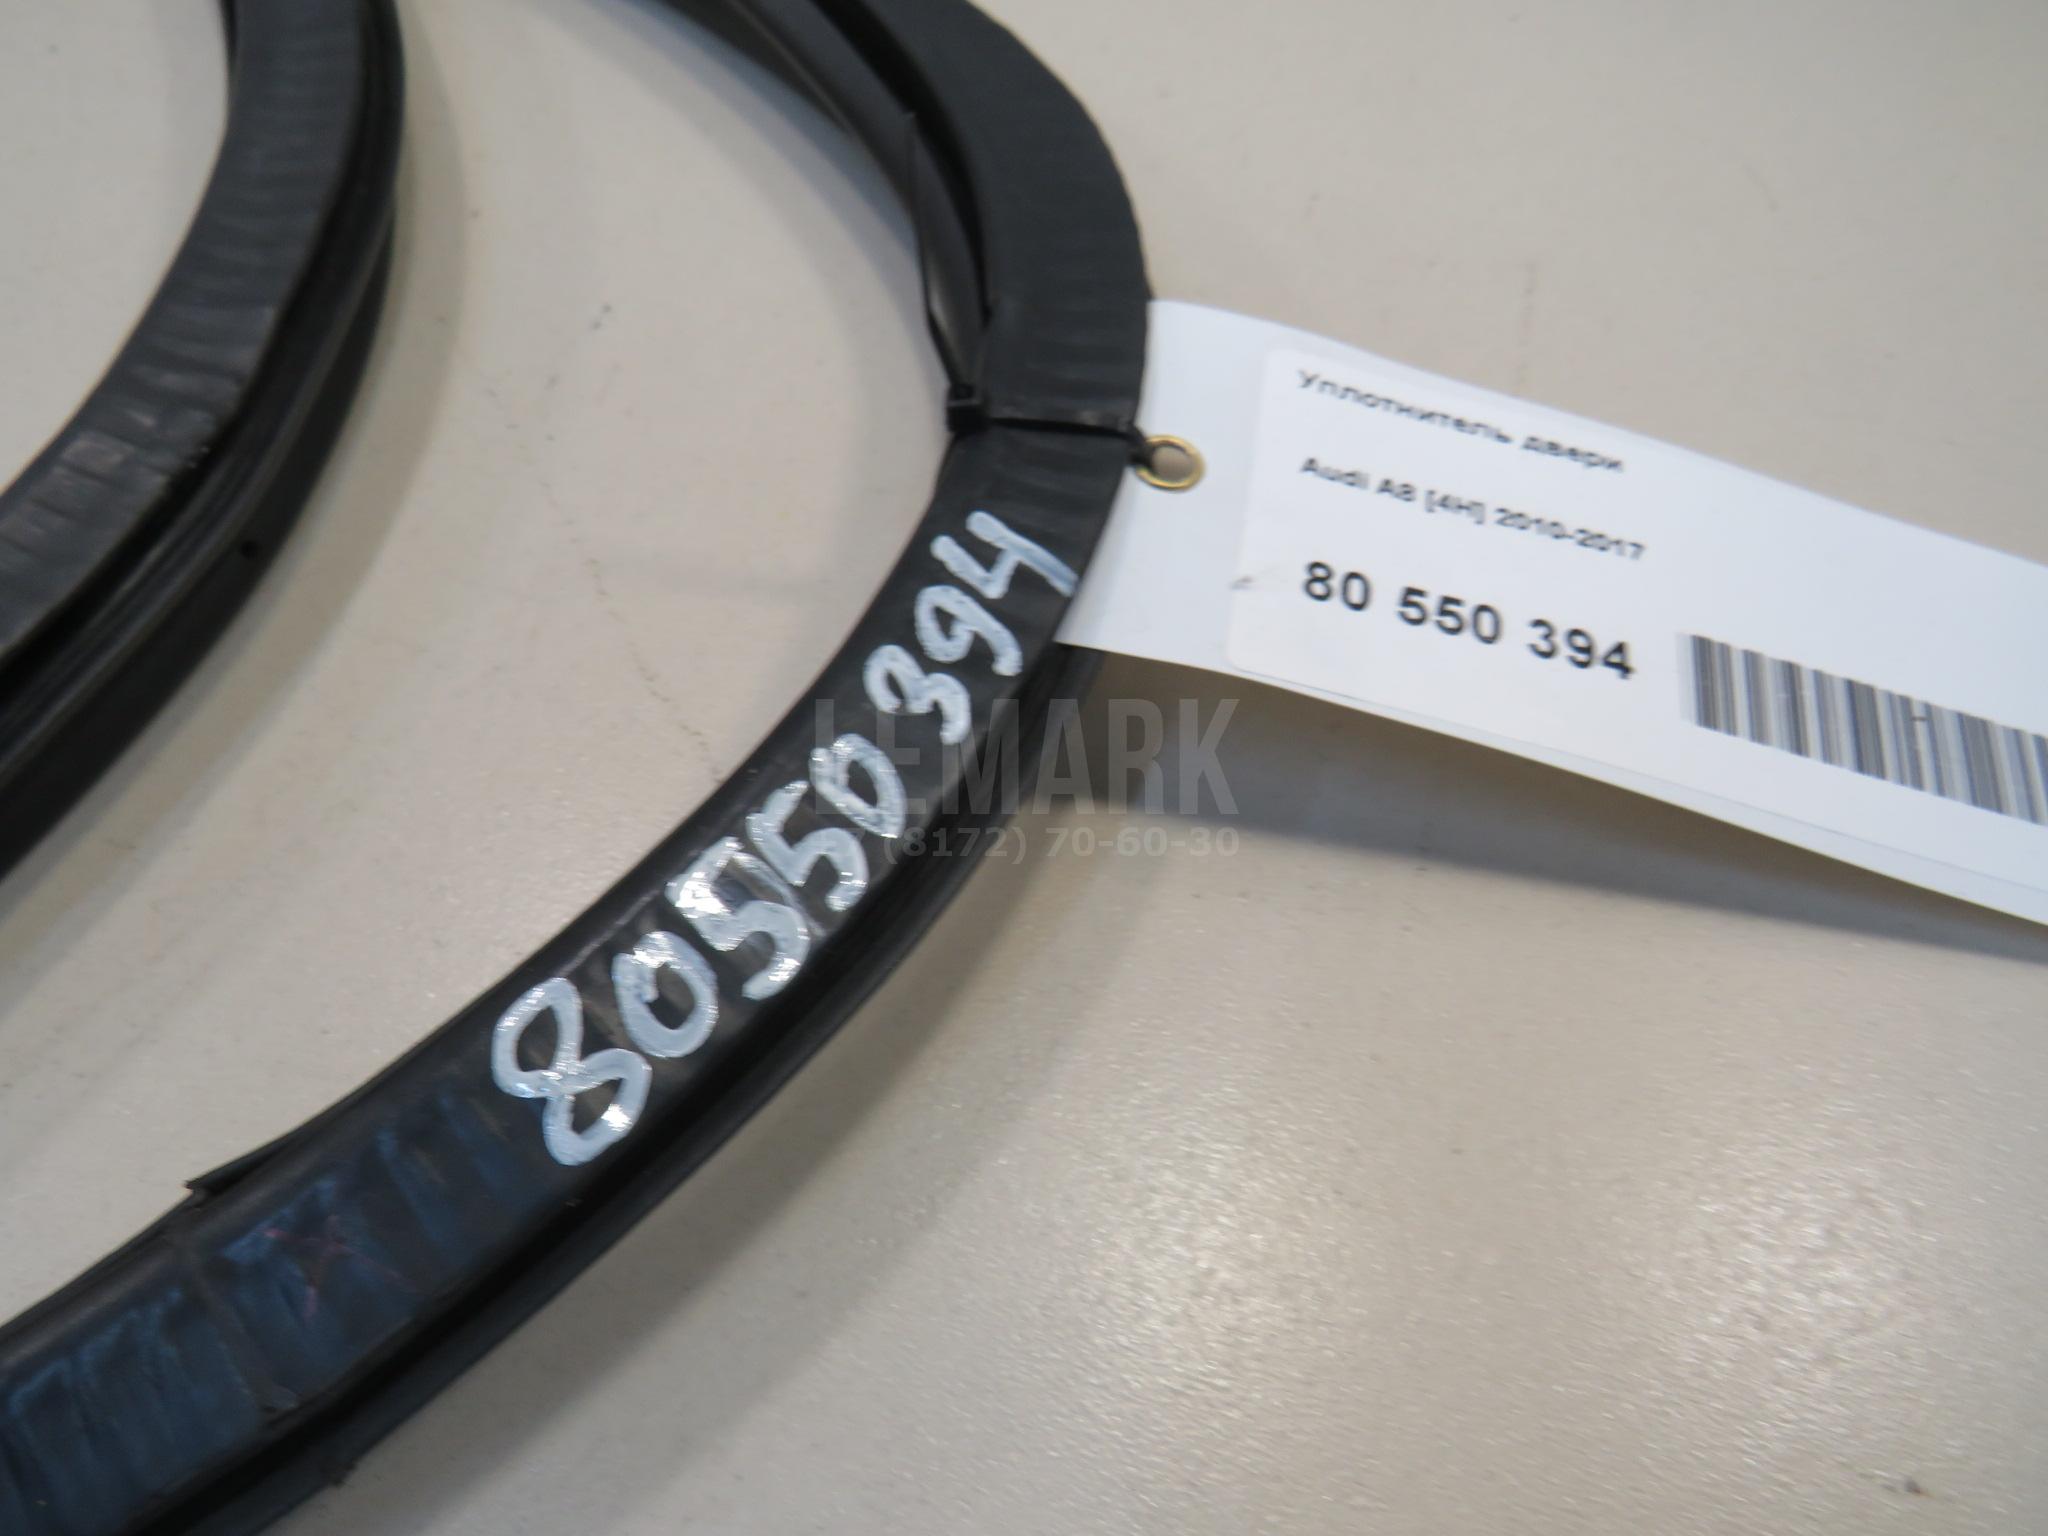 Уплотнитель двери
Audi A8 [4H] 2010-2017
80 550 394
80550394
LEMARK
(8172) 70-60-30